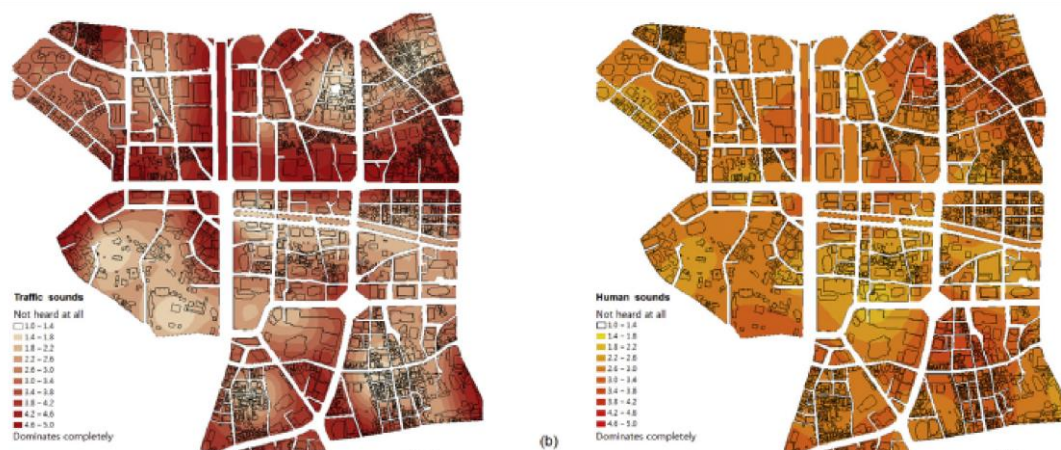 Traffic sounds
Not heard at all
1.0 – 1.4
1.4 – 1.8
1.8 – 2.2
2.2 – 2.6
2.6 – 3.0
3.0 – 3.4
3.4 – 3.8
3.8 – 4.2
4.2 – 4.6
4.6 – 5.0
Dominates completely
(b)
Human sounds
Not heard at all
1.0 – 1.4
1.4 – 1.8
1.8 – 2.2
2.2 – 2.6
2.6 – 3.0
3.0 – 3.4
3.4 – 3.8
3.8 – 4.2
4.2 – 4.6
4.6 – 5.0
Dominates completely